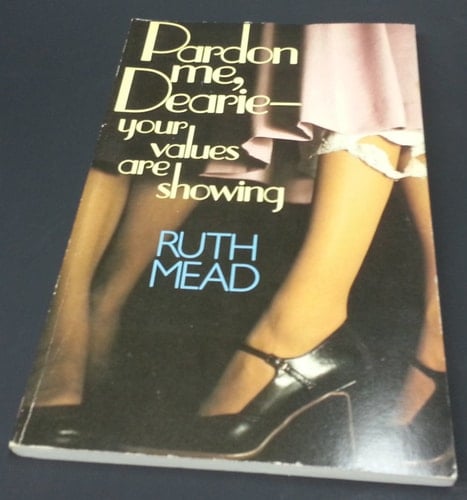 Pardon
me,
Dearie—
your
values
are
showing
RUTH
MEAD